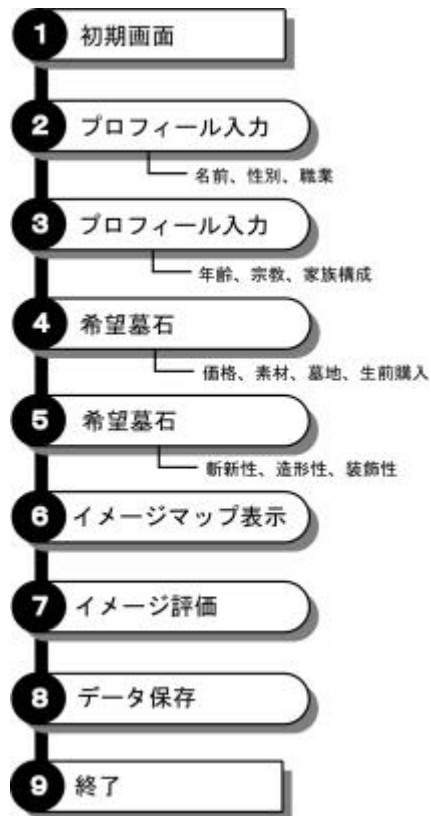 1 初期画面
2 プロフィール入力
名前、性別、職業
3 プロフィール入力
年齢、宗教、家族構成
4 希望墓石
価格、素材、墓地、生前購入
5 希望墓石
斬新性、造形性、装飾性
6 イメージマップ表示
7 イメージ評価
8 データ保存
9 終了